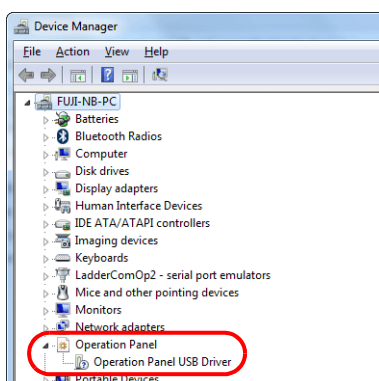 Device Manager
File Action View Help
FUJI-NB-PC
Batteries
Bluetooth Radios
Computer
Disk drives
Display adapters
Human Interface Devices
IDE ATA/ATAPI controllers
Imaging devices
Keyboards
LadderComOp2 - serial port emulators
Mice and other pointing devices
Monitors
Network adapters
Operation Panel
Operation Panel USB Driver
Portable Devices